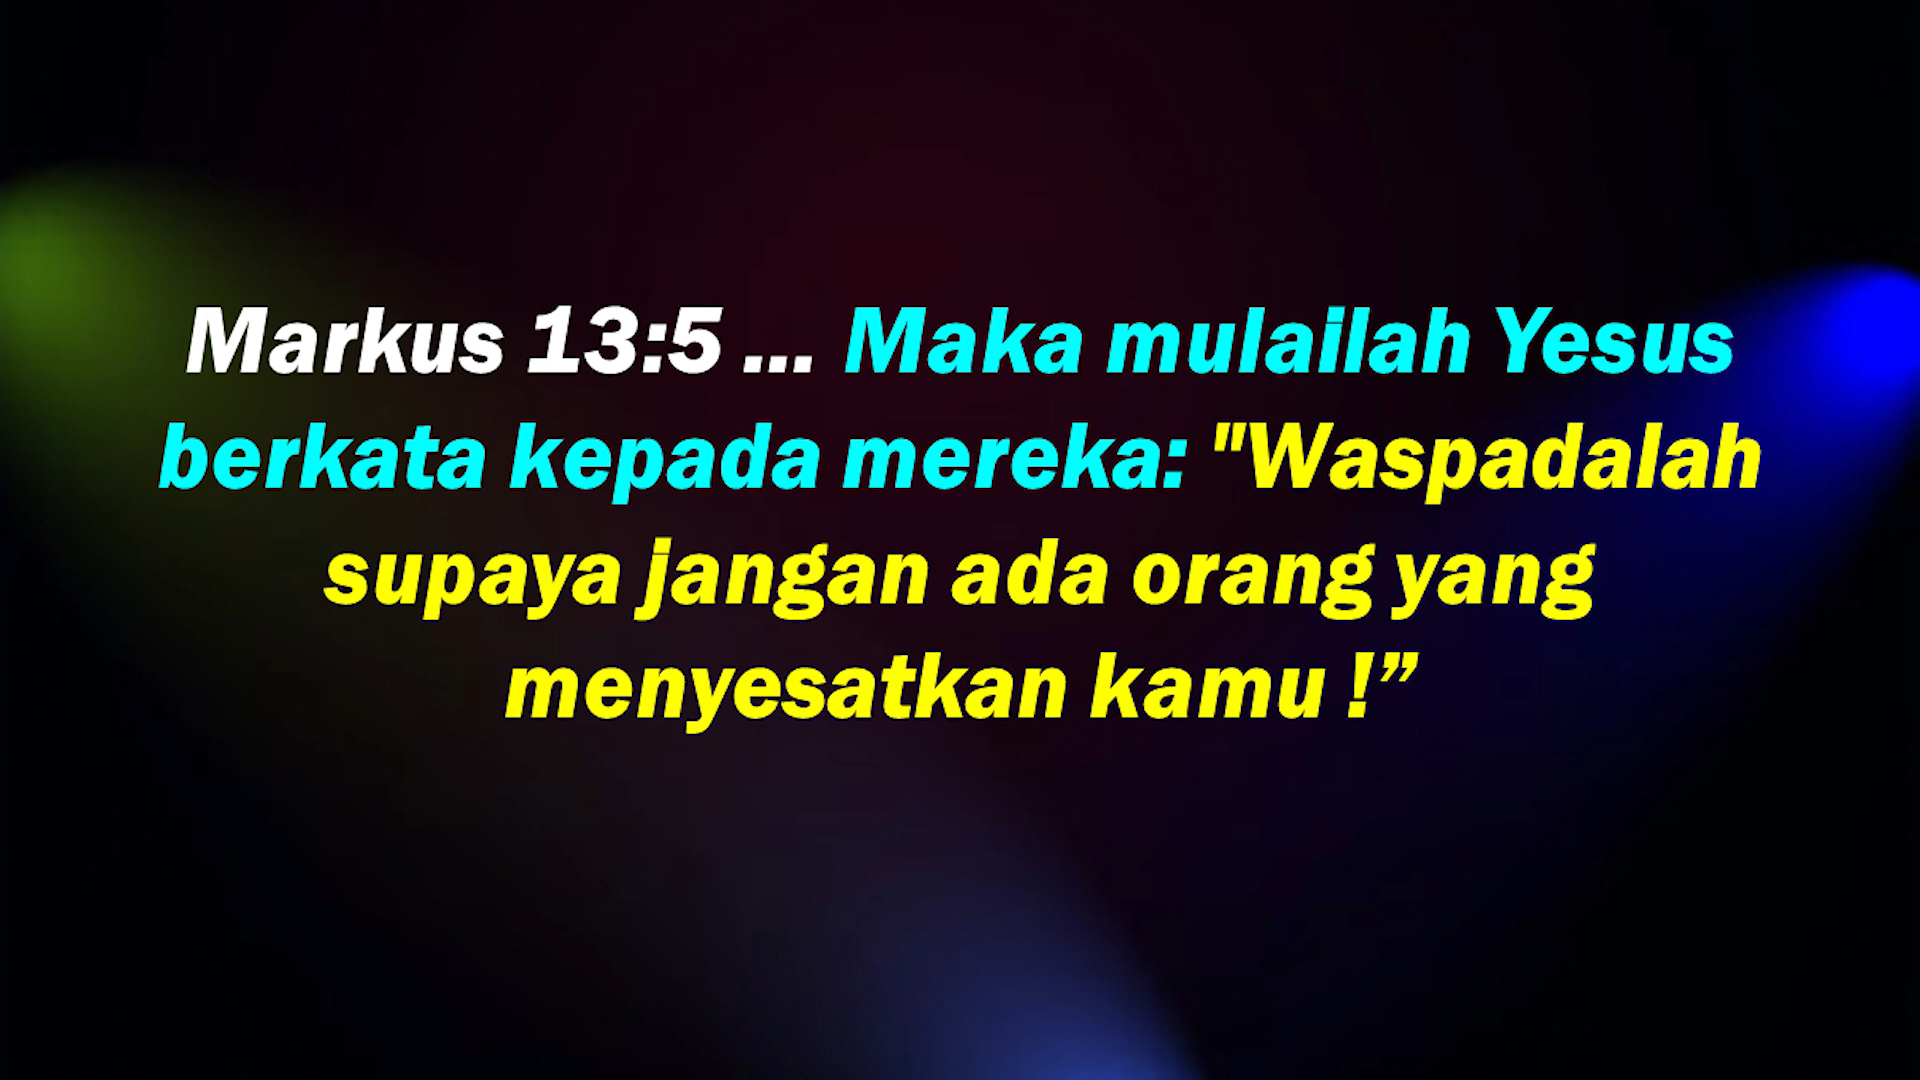 Markus 13:5 ... Maka mulailah Yesus
berkata kepada mereka: "Waspadalah
supaya jangan ada orang yang
menyesatkan kamu !”